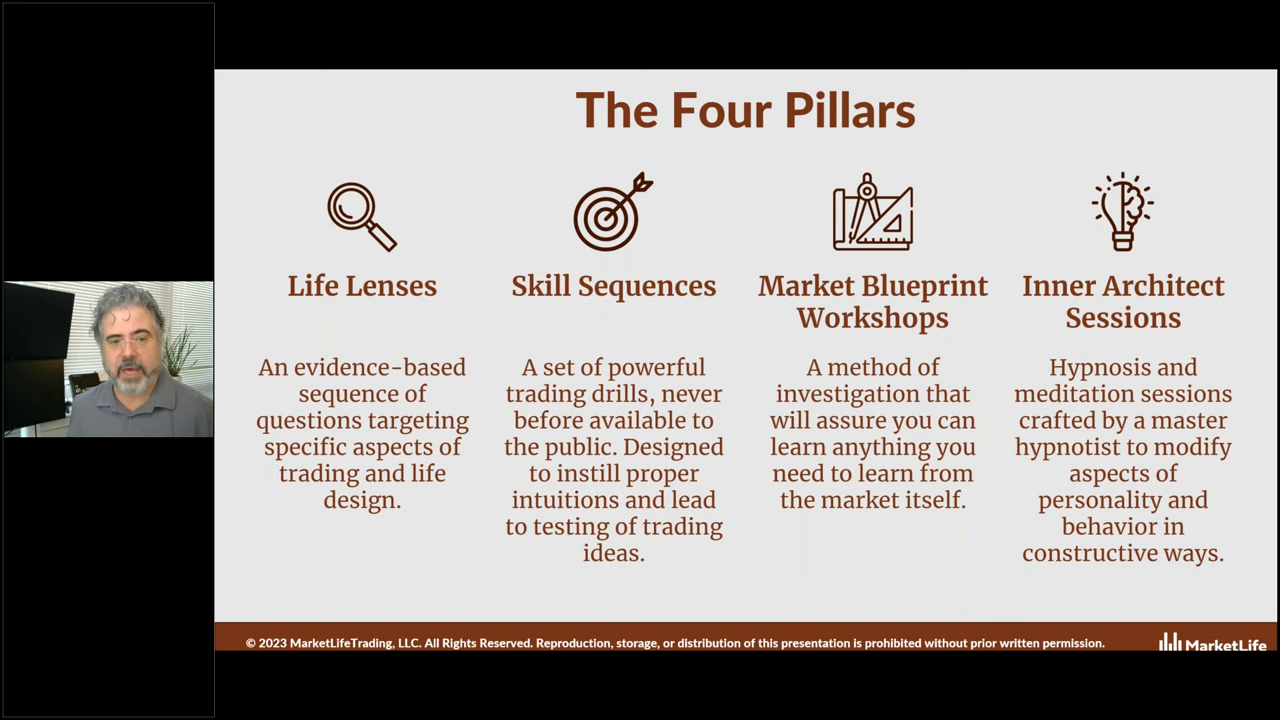 The Four Pillars
Life Lenses
An evidence-based
sequence of
questions targeting
specific aspects of
trading and life
design.
Skill Sequences
A set of powerful
trading drills, never
before available to
the public. Designed
to instill proper
intuitions and lead
to testing of trading
ideas.
Market Blueprint
Workshops
A method of
investigation that
will assure you can
learn anything you
need to learn from
the market itself.
Inner Architect
Sessions
Hypnosis and
meditation sessions
crafted by a master
hypnotist to modify
aspects of
personality and
behavior in
constructive ways.
© 2023 MarketLifeTrading, LLC. All Rights Reserved. Reproduction, storage, or distribution of this presentation is prohibited without prior written permission.
MarketLife